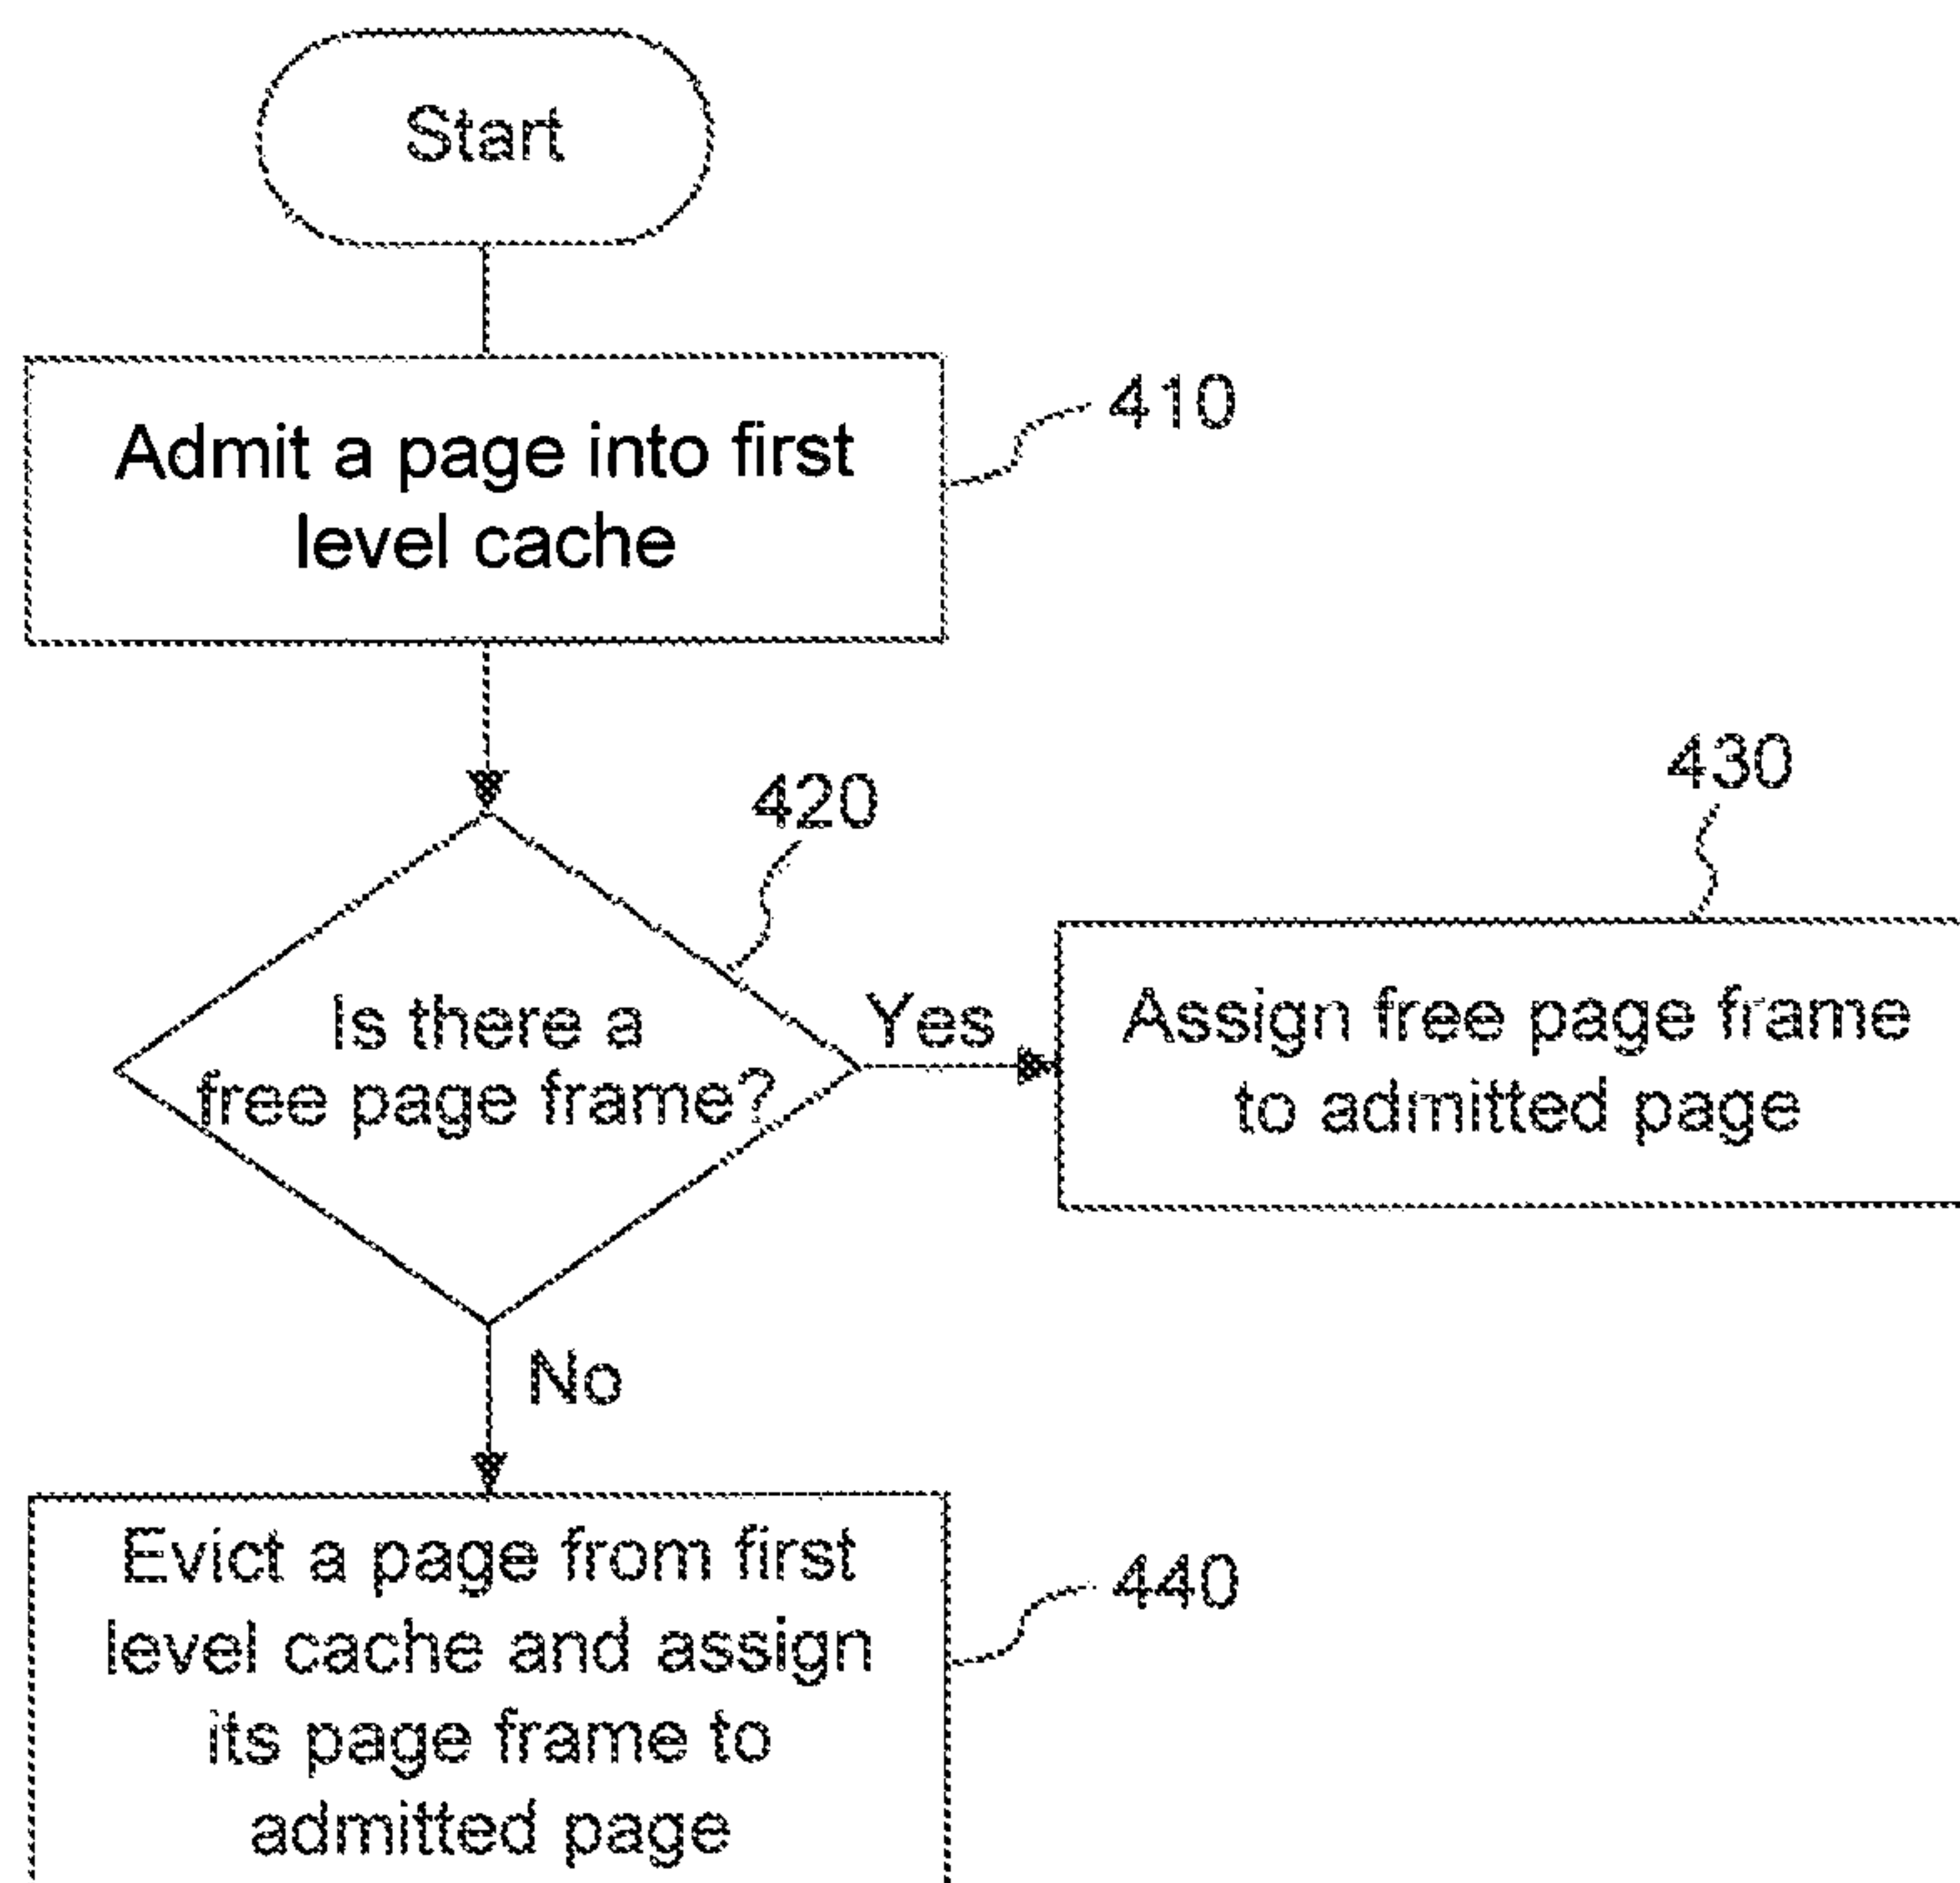 Start
Admit a page into first
level cache
410
420
Is there a
free page frame?
Yes
430
Assign free page frame
to admitted page
No
Evict a page from first
level cache and assign
its page frame to
admitted page
440